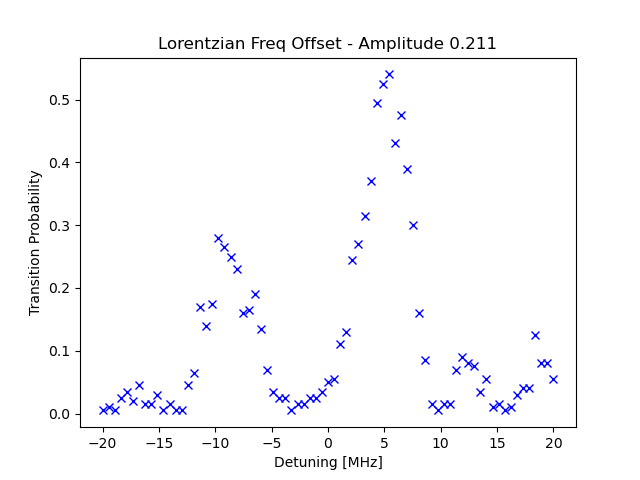 Lorentzian Freq Offset - Amplitude 0.211
Transition Probability
0.5
0.4
0.3
0.2
0.1
0.0
−20 −15 −10 −5 0 5 10 15 20
Detuning [MHz]